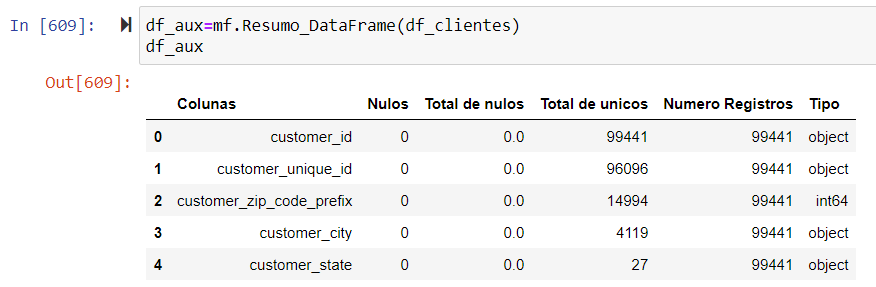 In [609]: df_aux=mf.Resumo_DataFrame(df_clientes)
df_aux
Out[609]:
Colunas Nulos Total de nulos Total de unicos Numero Registros Tipo
0 customer_id 0 0.0 99441 99441 object
1 customer_unique_id 0 0.0 96096 99441 object
2 customer_zip_code_prefix 0 0.0 14994 99441 int64
3 customer_city 0 0.0 4119 99441 object
4 customer_state 0 0.0 27 99441 object